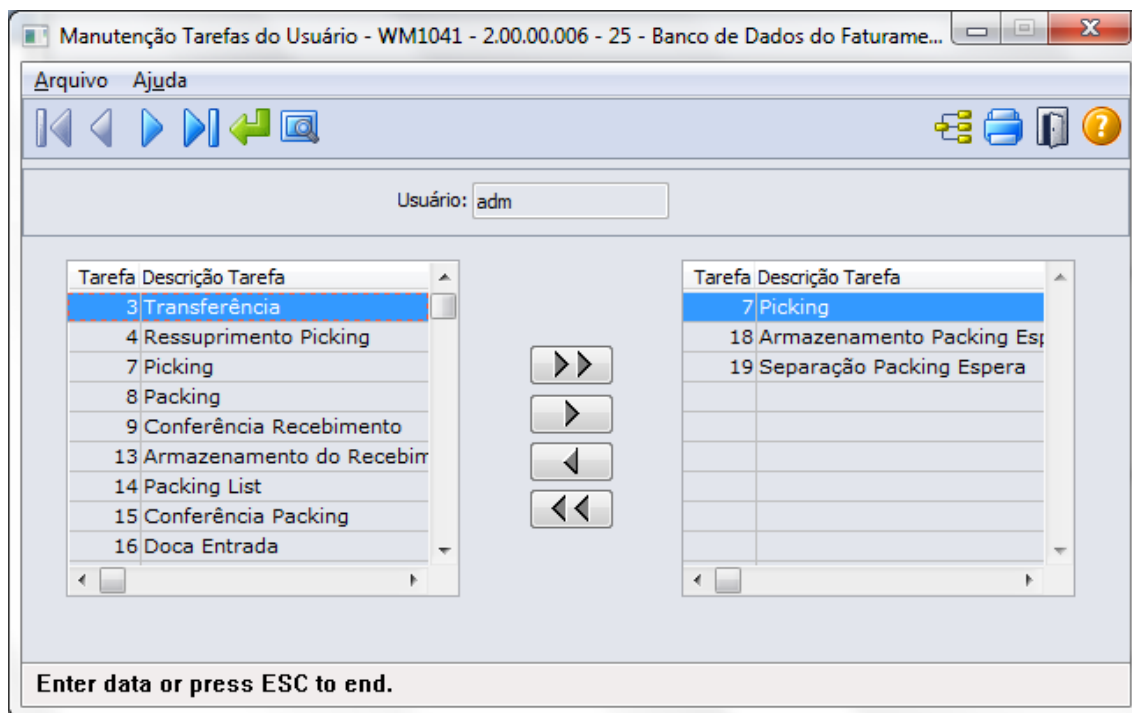 Manutenção Tarefas do Usuário - WM1041 - 2.00.00.006 - 25 - Banco de Dados do Faturame...
Arquivo Ajuda
Usuário: adm
Tarefa Descrição Tarefa
3 Transferência
4 Ressuprimento Picking
7 Picking
8 Packing
9 Conferência Recebimento
13 Armazenamento do Recebim
14 Packing List
15 Conferência Packing
16 Doca Entrada
Tarefa Descrição Tarefa
7 Picking
18 Armazenamento Packing Esp
19 Separação Packing Espera
Enter data or press ESC to end.